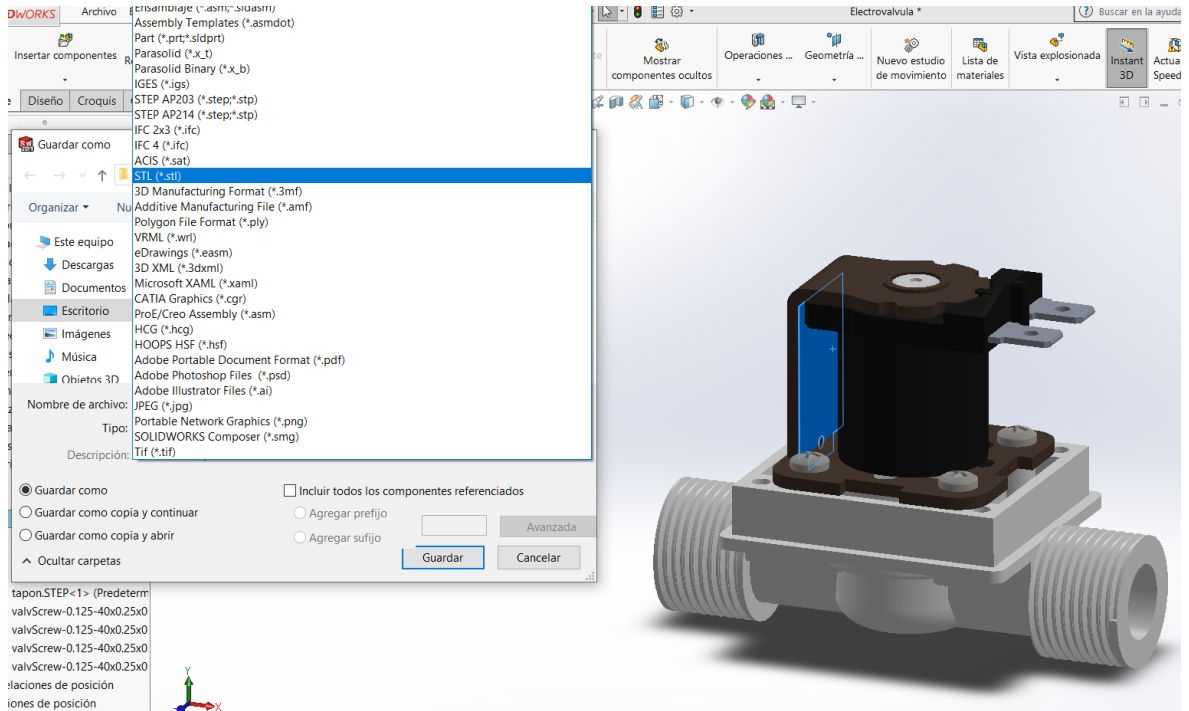 DWORKS
Archivo
Electrovalvula *
Buscar en la ayuda
Insertar componentes
Mostrar
componentes ocultos
Operaciones ...
Geometría ...
Nuevo estudio
de movimiento
Lista de
materiales
Vista explosionada
Instant
3D
Actua
Speed
Diseño
Croquis
Ensamblaje (*.asm;*.sldasm)
Assembly Templates (*.asmdot)
Part (*.prt;*.sldprt)
Parasolid (*.x_t)
Parasolid Binary (*.x_b)
IGES (*.igs)
STEP AP203 (*.step;*.stp)
STEP AP214 (*.step;*.stp)
IFC 2x3 (*.ifc)
IFC 4 (*.ifc)
ACIS (*.sat)
STL (*.stl)
3D Manufacturing Format (*.3mf)
Additive Manufacturing File (*.amf)
Polygon File Format (*.ply)
VRML (*.wrl)
eDrawings (*.easm)
3D XML (*.3dxml)
Microsoft XAML (*.xaml)
CATIA Graphics (*.cgr)
ProE/Creo Assembly (*.asm)
HCG (*.hcg)
HOOPS HSF (*.hsf)
Adobe Portable Document Format (*.pdf)
Adobe Photoshop Files (*.psd)
Adobe Illustrator Files (*.ai)
JPEG (*.jpg)
Portable Network Graphics (*.png)
SOLIDWORKS Composer (*.smg)
Tif (*.tif)
Guardar como
Organizar
Nu
Este equipo
Descargas
Documentos
Escritorio
Imágenes
Música
Objetos 3D
Nombre de archivo:
Tipo:
Descripción:
Guardar como
Guardar como copia y continuar
Guardar como copia y abrir
Incluir todos los componentes referenciados
Agregar prefijo
Agregar sufijo
Avanzada
Ocultar carpetas
Guardar
Cancelar
tapon.STEP<1> (Predeterm
valvScrew-0.125-40x0.25x0
valvScrew-0.125-40x0.25x0
valvScrew-0.125-40x0.25x0
valvScrew-0.125-40x0.25x0
elaciones de posición
iones de posición
Y
X